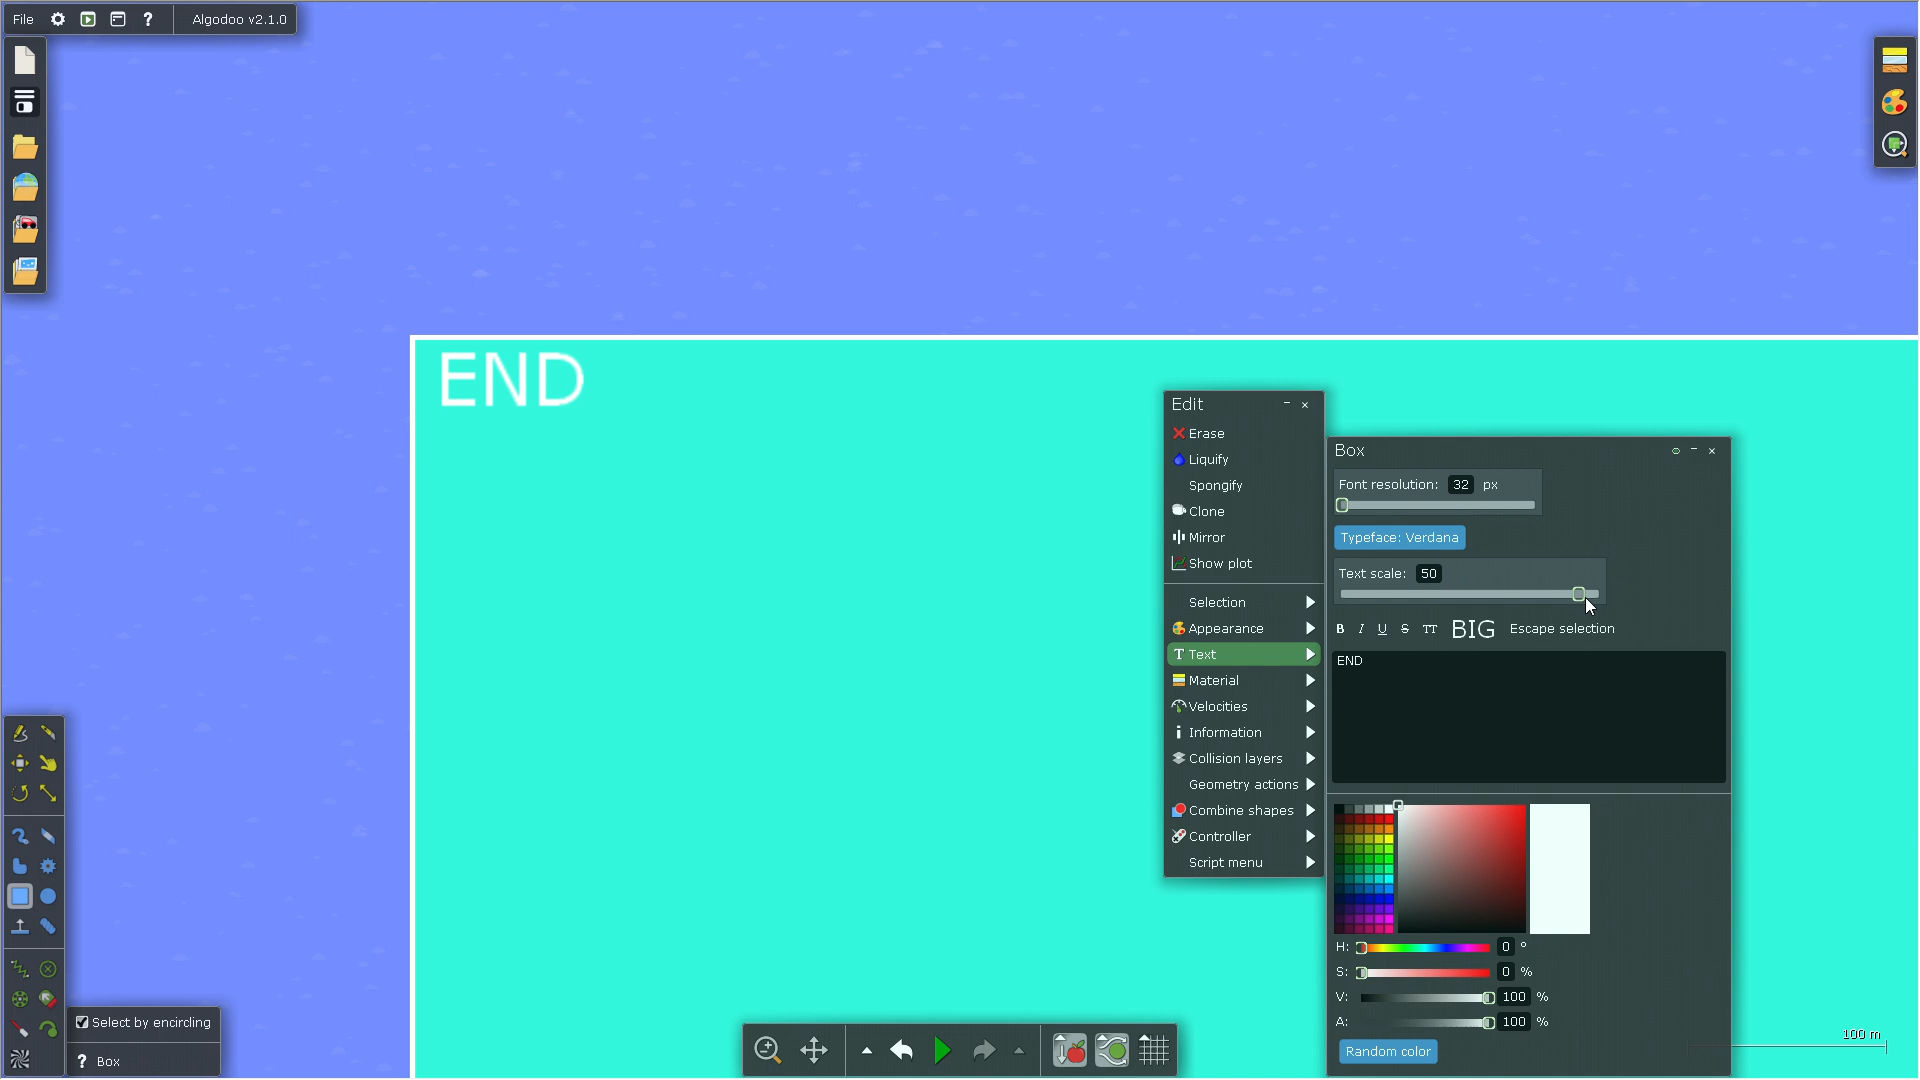 File
?
Algodoo v2.1.0
END
Edit
Erase
Liquify
Spongify
Clone
Mirror
Show plot
Selection
Appearance
T Text
Material
Velocities
Information
Collision layers
Geometry actions
Combine shapes
Controller
Script menu
Box
Font resolution: 32 px
Typeface: Verdana
Text scale: 50
B I U S TT BIG Escape selection
END
H: 0 °
S: 0 %
V: 100 %
A: 100 %
Random color
Select by encircling
? Box
100 m